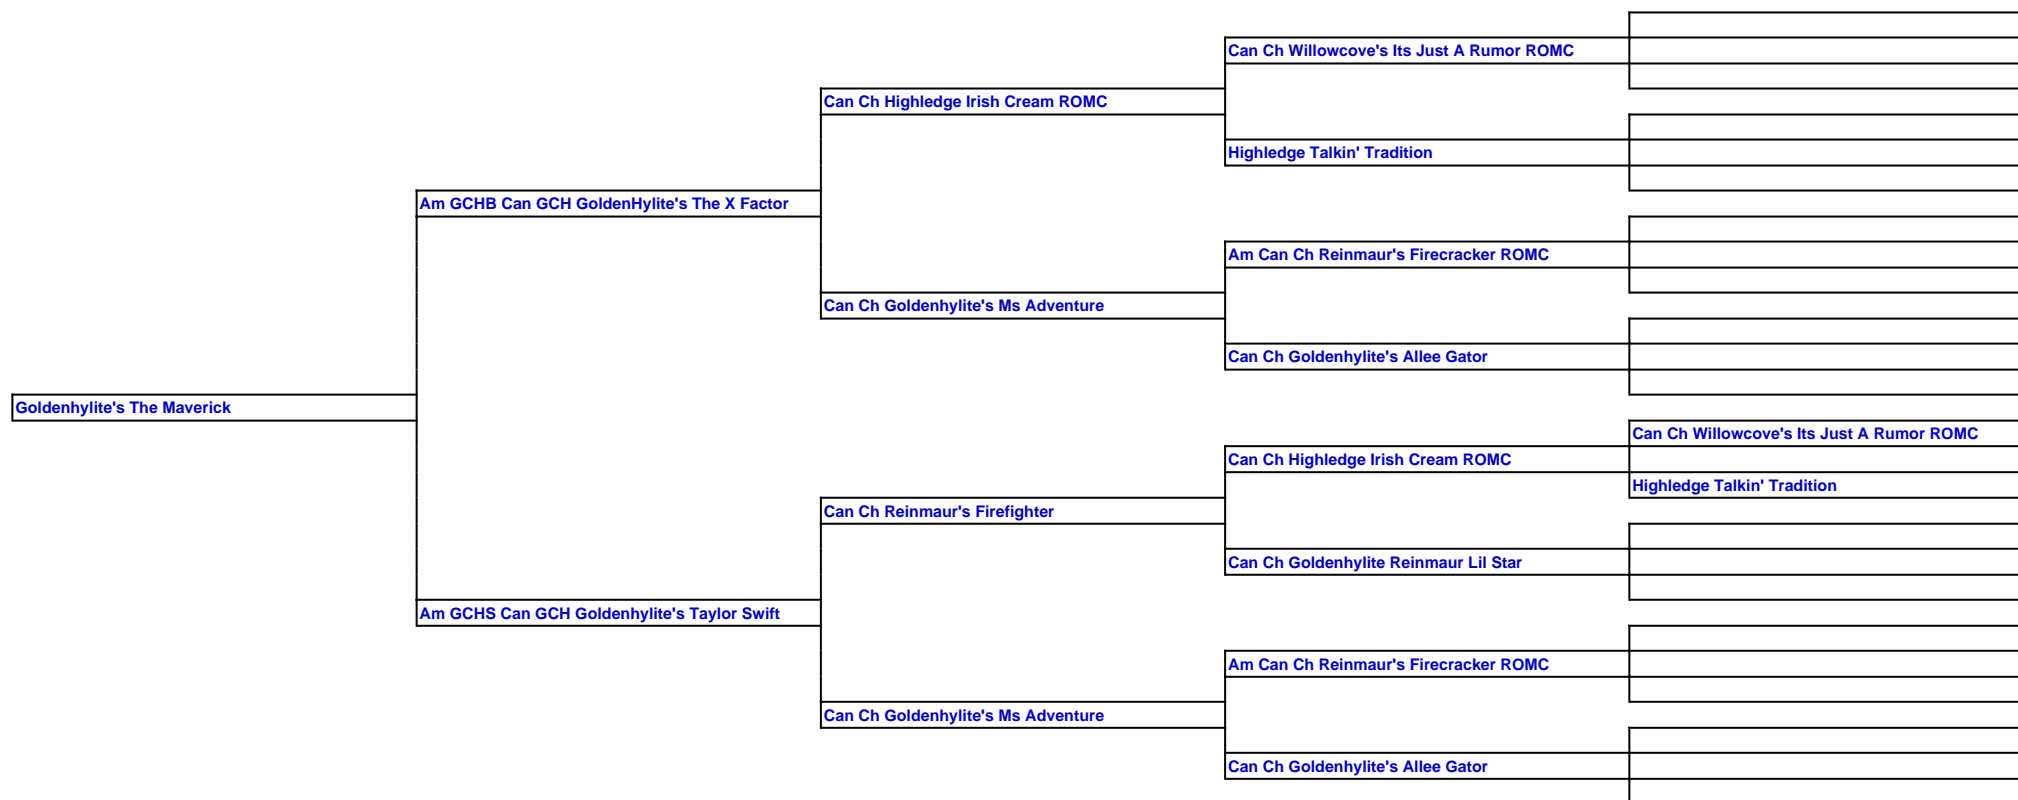 Can Ch Willowcove's Its Just A Rumor ROMC
Can Ch Highledge Irish Cream ROMC
Highledge Talkin' Tradition
Am GCHB Can GCH GoldenHylite's The X Factor
Am Can Ch Reinmaur's Firecracker ROMC
Can Ch Goldenhylite's Ms Adventure
Can Ch Goldenhylite's Allee Gator
Goldenhylite's The Maverick
Can Ch Willowcove's Its Just A Rumor ROMC
Can Ch Highledge Irish Cream ROMC
Highledge Talkin' Tradition
Can Ch Reinmaur's Firefighter
Can Ch Goldenhylite Reinmaur Lil Star
Am GCHS Can GCH Goldenhylite's Taylor Swift
Am Can Ch Reinmaur's Firecracker ROMC
Can Ch Goldenhylite's Ms Adventure
Can Ch Goldenhylite's Allee Gator